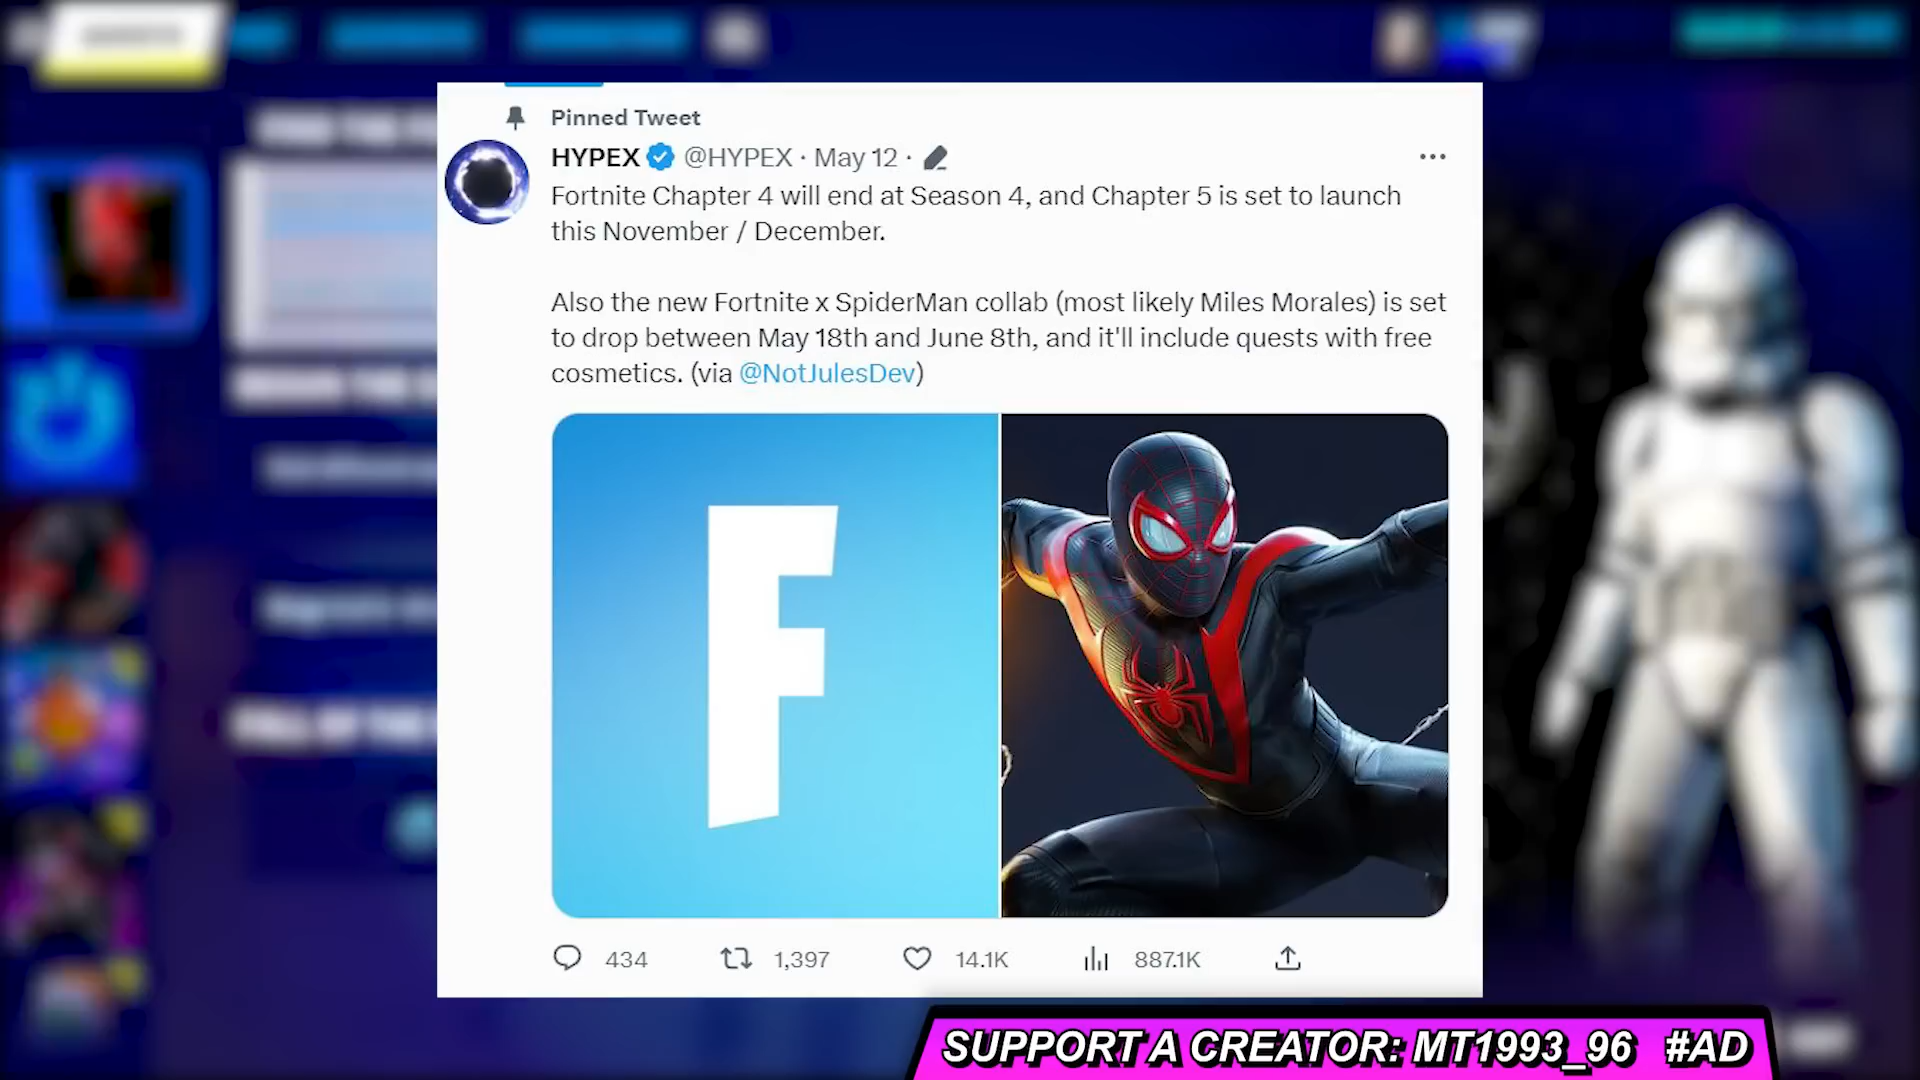 Pinned Tweet
HYPEX @HYPEX · May 12 ·
Fortnite Chapter 4 will end at Season 4, and Chapter 5 is set to launch
this November / December.
Also the new Fortnite x SpiderMan collab (most likely Miles Morales) is set
to drop between May 18th and June 8th, and it'll include quests with free
cosmetics. (via @NotJulesDev)
F
434 1,397 14.1K 887.1K
SUPPORT A CREATOR: MT1993_96 #AD